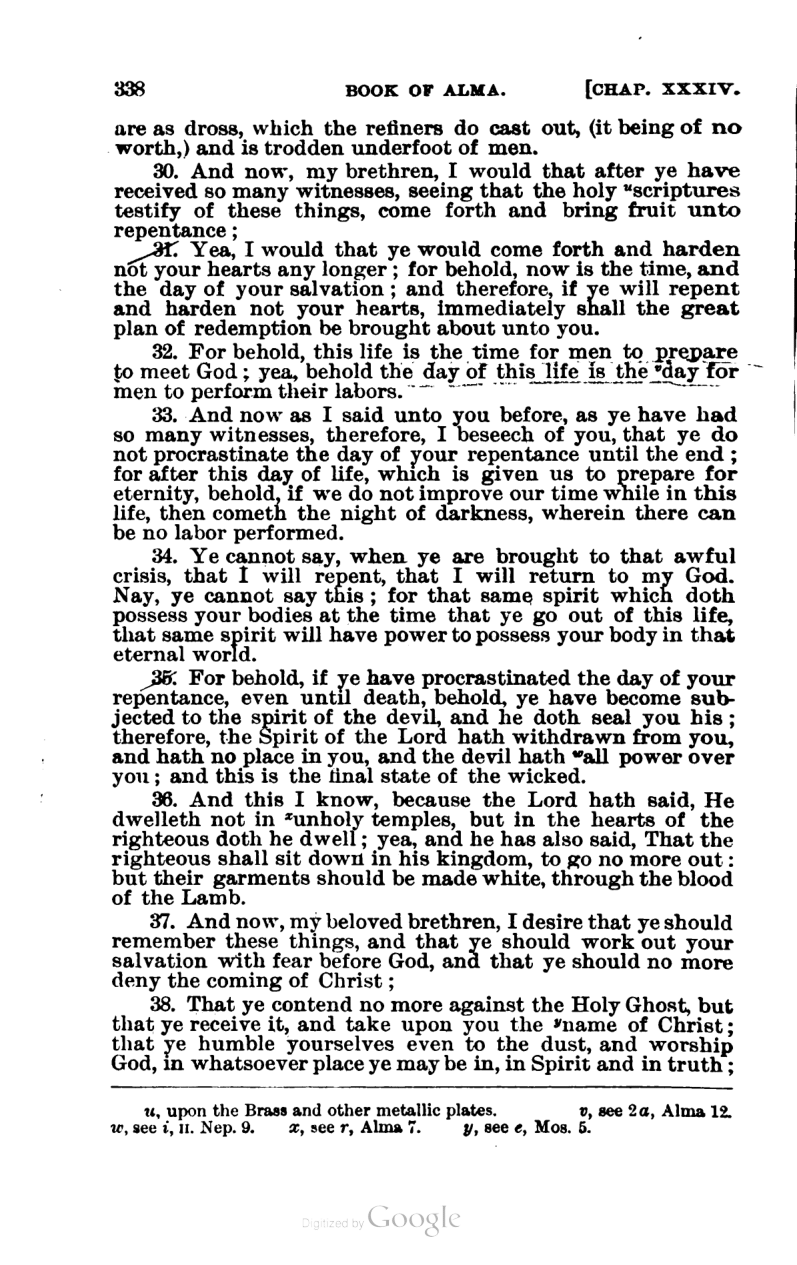 338 BOOK OF ALMA. [CHAP. XXXIV.
are as dross, which the refiners do cast out, (it being of no
worth,) and is trodden underfoot of men.
30. And now, my brethren, I would that after ye have
received so many witnesses, seeing that the holy ᵘscriptures
testify of these things, come forth and bring fruit unto
repentance;
31. Yea, I would that ye would come forth and harden
not your hearts any longer; for behold, now is the time, and
the day of your salvation; and therefore, if ye will repent
and harden not your hearts, immediately shall the great
plan of redemption be brought about unto you.
32. For behold, this life is the time for men to prepare
to meet God; yea, behold the day of this life is the ᵛday for
men to perform their labors.
33. And now as I said unto you before, as ye have had
so many witnesses, therefore, I beseech of you, that ye do
not procrastinate the day of your repentance until the end;
for after this day of life, which is given us to prepare for
eternity, behold, if we do not improve our time while in this
life, then cometh the night of darkness, wherein there can
be no labor performed.
34. Ye cannot say, when ye are brought to that awful
crisis, that I will repent, that I will return to my God.
Nay, ye cannot say this; for that same spirit which doth
possess your bodies at the time that ye go out of this life,
that same spirit will have power to possess your body in that
eternal world.
35. For behold, if ye have procrastinated the day of your
repentance, even until death, behold, ye have become sub-
jected to the spirit of the devil, and he doth seal you his;
therefore, the Spirit of the Lord hath withdrawn from you,
and hath no place in you, and the devil hath ʷall power over
you; and this is the final state of the wicked.
36. And this I know, because the Lord hath said, He
dwelleth not in ˣunholy temples, but in the hearts of the
righteous doth he dwell; yea, and he has also said, That the
righteous shall sit down in his kingdom, to go no more out:
but their garments should be made white, through the blood
of the Lamb.
37. And now, my beloved brethren, I desire that ye should
remember these things, and that ye should work out your
salvation with fear before God, and that ye should no more
deny the coming of Christ;
38. That ye contend no more against the Holy Ghost, but
that ye receive it, and take upon you the ʸname of Christ;
that ye humble yourselves even to the dust, and worship
God, in whatsoever place ye may be in, in Spirit and in truth;
u, upon the Brass and other metallic plates. v, see 2a, Alma 12.
w, see i, II. Nep. 9. x, see r, Alma 7. y, see e, Mos. 5.
Digitized by Google